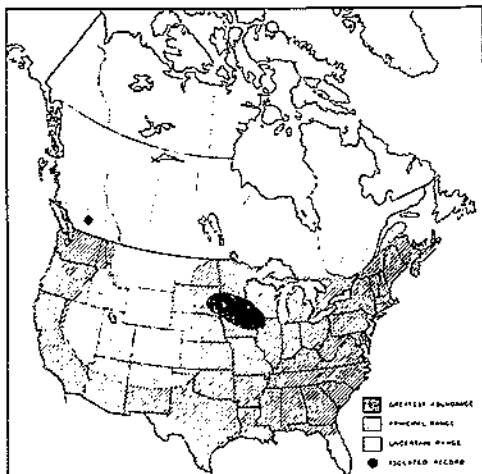 GREATEST ABUNDANCE
PRINCIPAL RANGE
UNCERTAIN RANGE
ISOLATED RECORD